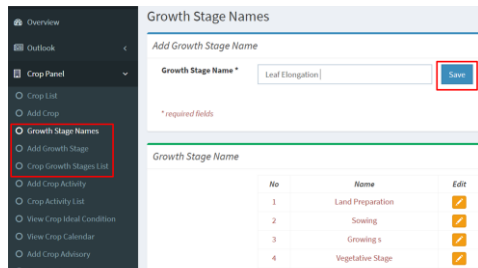 Overview
Outlook
Crop Panel
Crop List
Add Crop
Growth Stage Names
Add Growth Stage
Crop Growth Stages List
Add Crop Activity
Crop Activity List
View Crop Ideal Condition
View Crop Calendar
Add Crop Advisory
Growth Stage Names
Add Growth Stage Name
Growth Stage Name *
Leaf Elongation
Save
* required fields
Growth Stage Name
No Name Edit
1 Land Preparation
2 Sowing
3 Growing s
4 Vegetative Stage